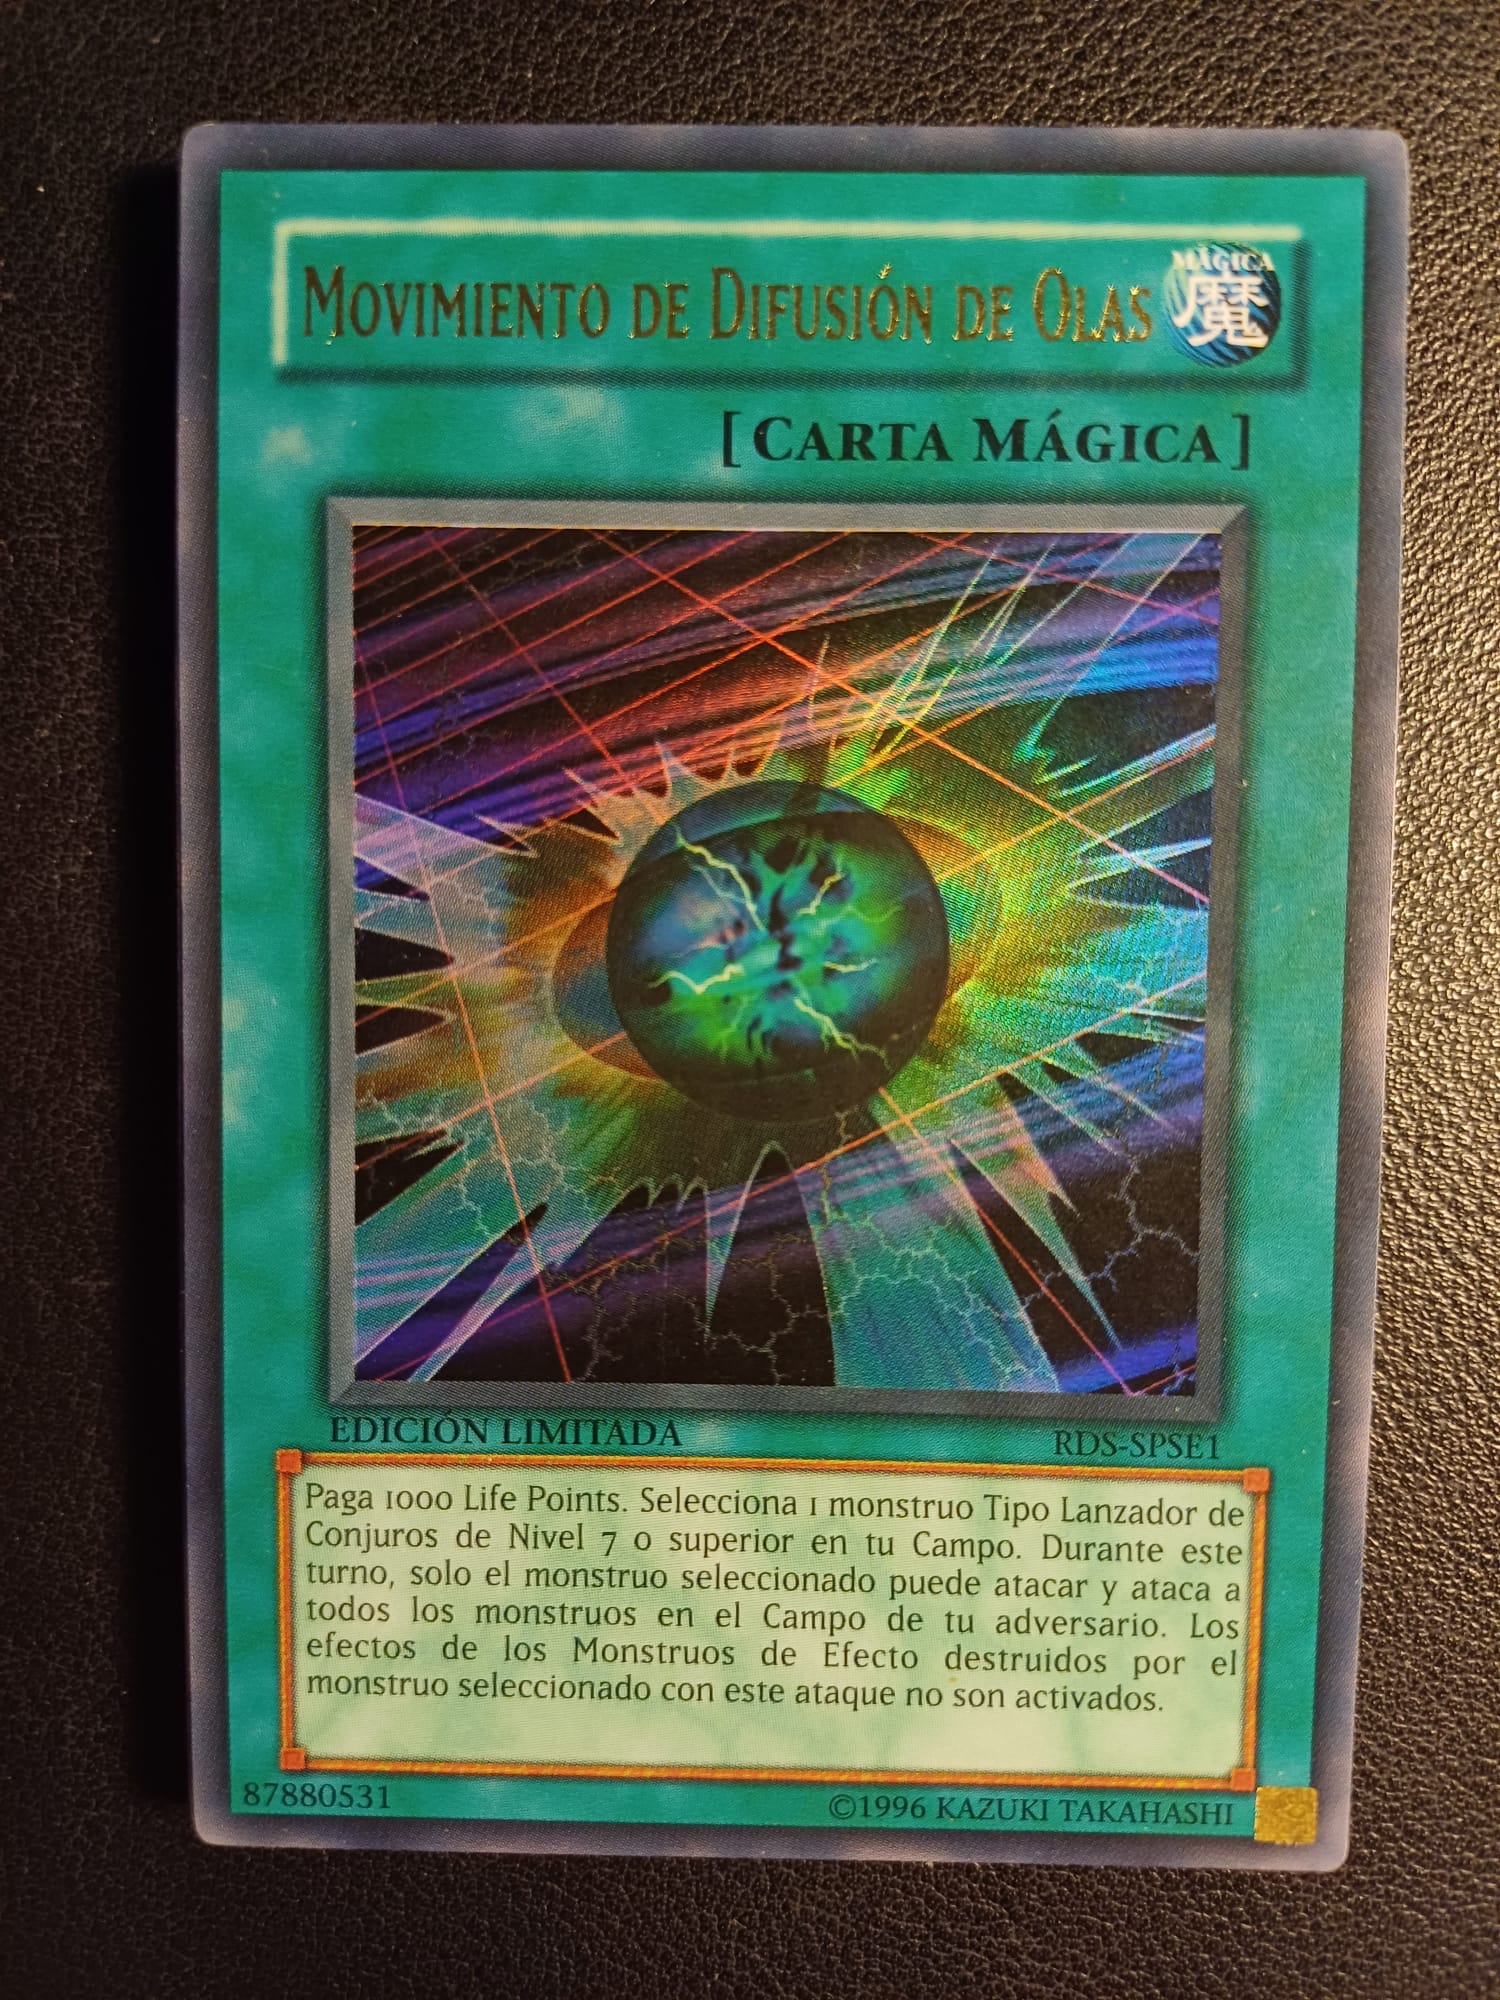 MOVIMIENTO DE DIFUSIÓN DE OLAS
MÁGICA
魔
[CARTA MÁGICA]
EDICIÓN LIMITADA
RDS-SPSE1
Paga 1000 Life Points. Selecciona 1 monstruo Tipo Lanzador de
Conjuros de Nivel 7 o superior en tu Campo. Durante este
turno, solo el monstruo seleccionado puede atacar y ataca a
todos los monstruos en el Campo de tu adversario. Los
efectos de los Monstruos de Efecto destruidos por el
monstruo seleccionado con este ataque no son activados.
87880531
©1996 KAZUKI TAKAHASHI